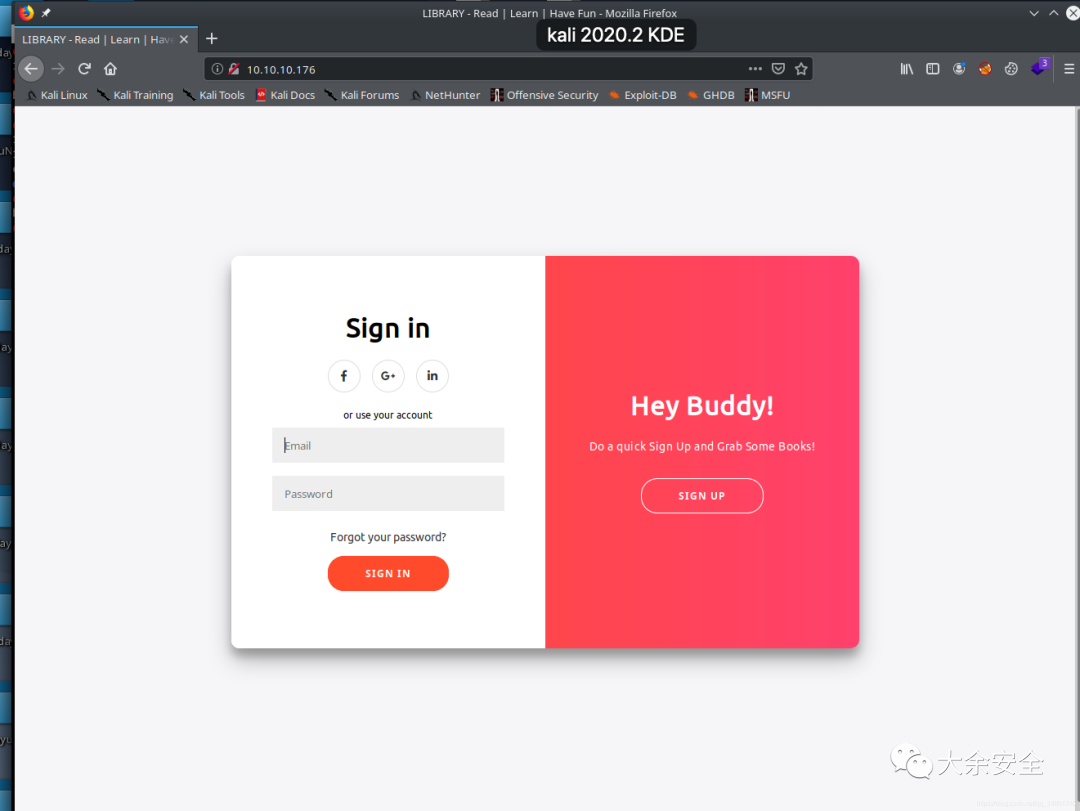 LIBRARY - Read | Learn | Have Fun - Mozilla Firefox
kali 2020.2 KDE
LIBRARY - Read | Learn | Hav
10.10.10.176
3
Kali Linux Kali Training Kali Tools Kali Docs Kali Forums NetHunter Offensive Security Exploit-DB GHDB MSFU
Sign in
f G+ in
or use your account
Email
Password
Forgot your password?
SIGN IN
Hey Buddy!
Do a quick Sign Up and Grab Some Books!
SIGN UP
大余安全